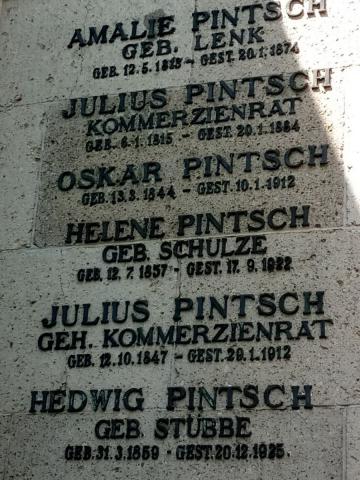 AMALIE PINTSCH
GEB. LENK
GEB. 12.5.1815 - GEST. 20.1.1874
JULIUS PINTSCH
KOMMERZIENRAT
GEB. 6.1.1815 - GEST. 20.1.1884
OSKAR PINTSCH
GEB. 13.3.1844 - GEST. 10.1.1912
HELENE PINTSCH
GEB. SCHULZE
GEB. 12.7.1857 - GEST. 17.9.1922
JULIUS PINTSCH
GEH. KOMMERZIENRAT
GEB. 12.10.1847 - GEST. 29.1.1912
HEDWIG PINTSCH
GEB. STUBBE
GEB. 31.3.1859 - GEST. 20.12.1925.